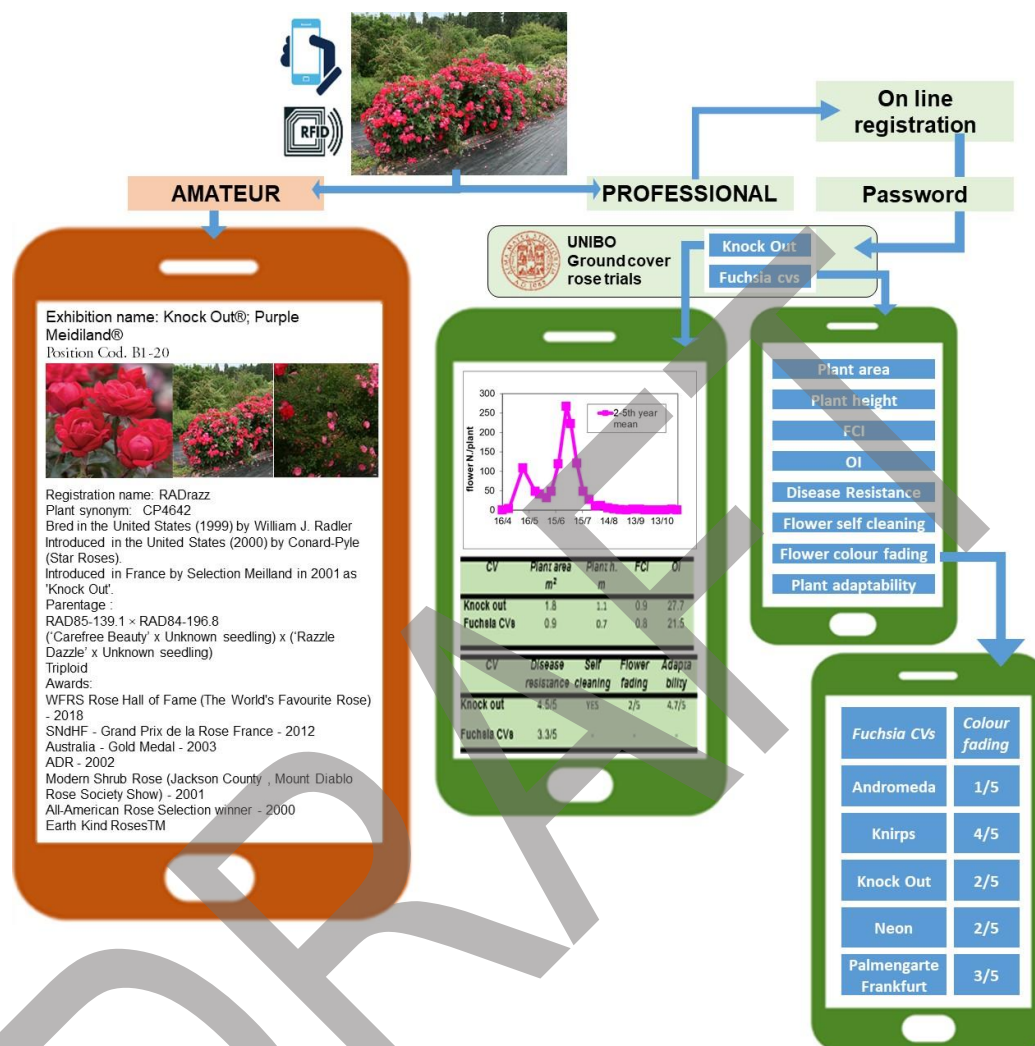 RFID
AMATEUR
PROFESSIONAL
On line
registration
Password
UNIBO
Ground cover
rose trials
Knock Out
Fuchsia cvs
Exhibition name: Knock Out®; Purple
Meidiland®
Position Cod. B1-20
Registration name: RADrazz
Plant synonym: CP4642
Bred in the United States (1999) by William J. Radler
Introduced in the United States (2000) by Conard-Pyle
(Star Roses).
Introduced in France by Selection Meilland in 2001 as
'Knock Out'.
Parentage :
RAD85-139.1 × RAD84-196.8
('Carefree Beauty' x Unknown seedling) x ('Razzle
Dazzle' x Unknown seedling)
Triploid
Awards:
WFRS Rose Hall of Fame (The World's Favourite Rose)
- 2018
SNdHF - Grand Prix de la Rose France - 2012
Australia - Gold Medal - 2003
ADR - 2002
Modern Shrub Rose (Jackson County , Mount Diablo
Rose Society Show) - 2001
All-American Rose Selection winner - 2000
Earth Kind RosesTM
flower N./plant
300
250
200
150
100
50
0
16/4 16/5 15/6 15/7 14/8 13/9 13/10
2-5th year
mean
CV Plant area Plant h. FCI OI
m² m
Knock out 1.8 1.1 0.9 27.7
Fuchsia CVs 0.9 0.7 0.8 21.5
CV Disease Self Flower Adapta
resistance cleaning fading bility
Knock out 4.5/5 YES 2/5 4.7/5
Fuchsia CVs 3.3/5 - - -
Plant area
Plant height
FCI
OI
Disease Resistance
Flower self cleaning
Flower colour fading
Plant adaptability
Fuchsia CVs Colour
fading
Andromeda 1/5
Knirps 4/5
Knock Out 2/5
Neon 2/5
Palmengarte
Frankfurt 3/5
DRAFT